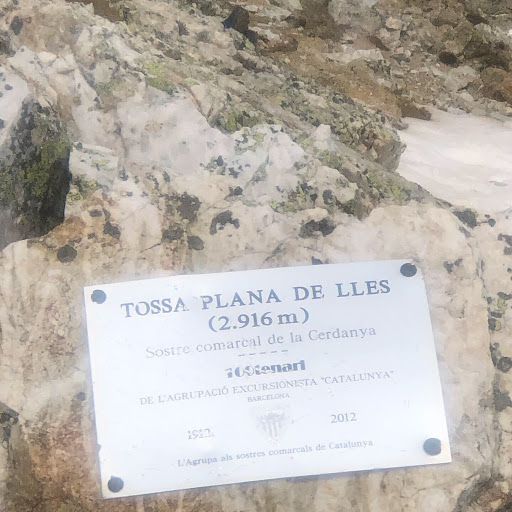 TOSSA PLANA DE LLES
(2.916 m)
Sostre comarcal de la Cerdanya
100tenari
DE L'AGRUPACIÓ EXCURSIONISTA "CATALUNYA"
BARCELONA
1912 2012
L'Agrupa als sostres comarcals de Catalunya